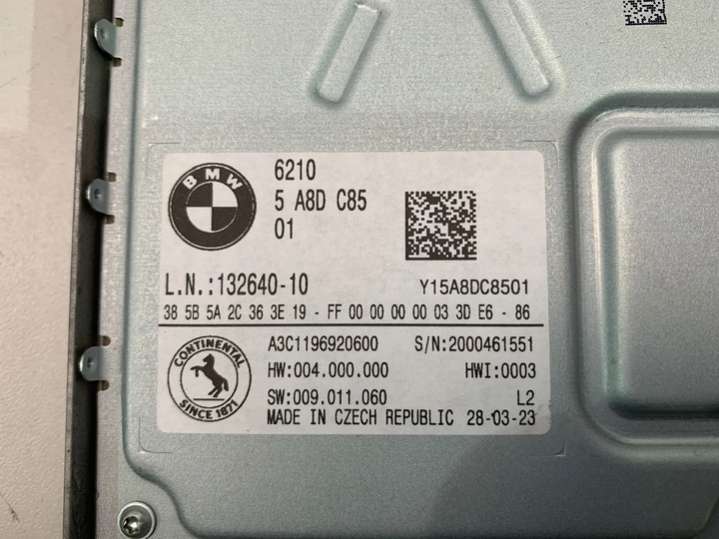 BMW
6210
5 A8D C85
01
L.N.:132640-10
Y15A8DC8501
38 5B 5A 2C 36 3E 19 - FF 00 00 00 00 03 3D E6 - 86
CONTINENTAL
SINCE 1871
A3C1196920600 S/N:2000461551
HW:004.000.000 HWI:0003
SW:009.011.060 L2
MADE IN CZECH REPUBLIC 28-03-23